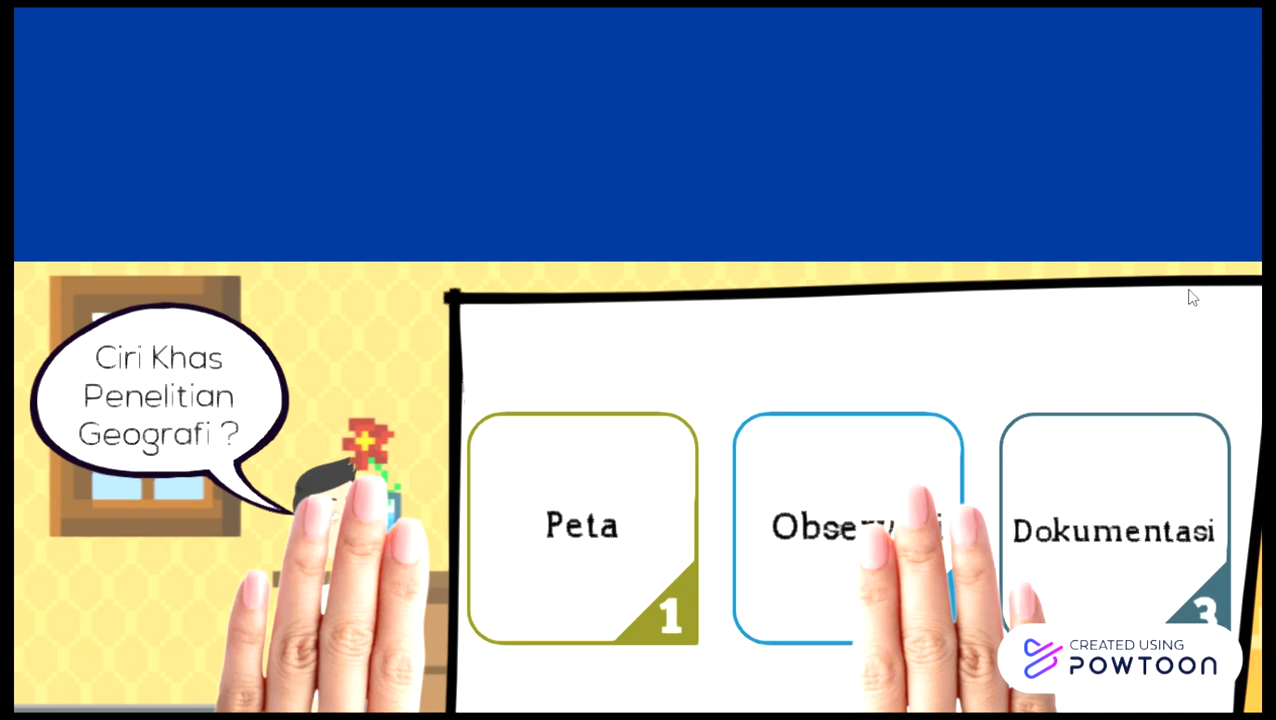 Ciri Khas
Penelitian
Geografi ?
Peta
1
Dokumentasi
3
CREATED USING
POWTOON